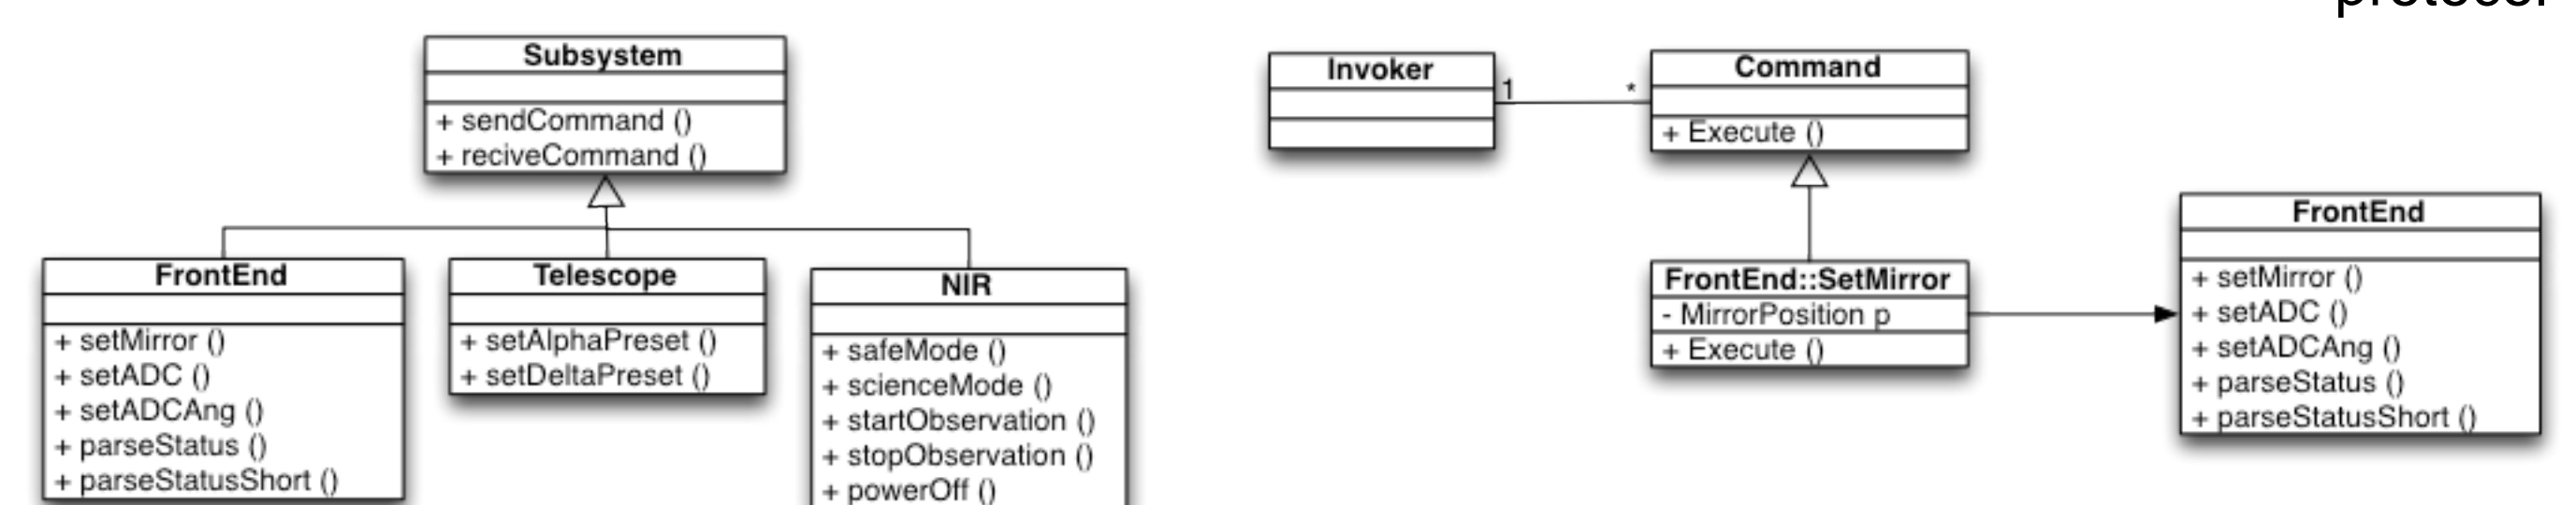 protocol
Subsystem
+ sendCommand ()
+ reciveCommand ()
FrontEnd
+ setMirror ()
+ setADC ()
+ setADCAng ()
+ parseStatus ()
+ parseStatusShort ()
Telescope
+ setAlphaPreset ()
+ setDeltaPreset ()
NIR
+ safeMode ()
+ scienceMode ()
+ startObservation ()
+ stopObservation ()
+ powerOff ()
Invoker
1
*
Command
+ Execute ()
FrontEnd::SetMirror
- MirrorPosition p
+ Execute ()
FrontEnd
+ setMirror ()
+ setADC ()
+ setADCAng ()
+ parseStatus ()
+ parseStatusShort ()